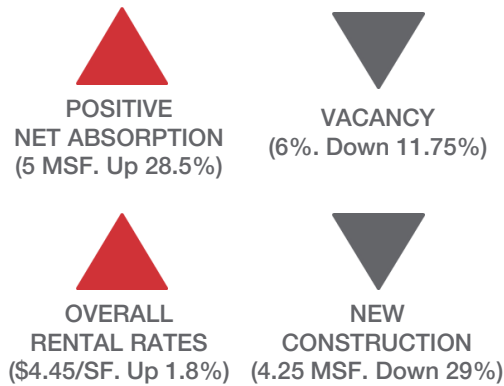 POSITIVE
NET ABSORPTION
(5 MSF. Up 28.5%)
VACANCY
(6%. Down 11.75%)
OVERALL
RENTAL RATES
($4.45/SF. Up 1.8%)
NEW
CONSTRUCTION
(4.25 MSF. Down 29%)